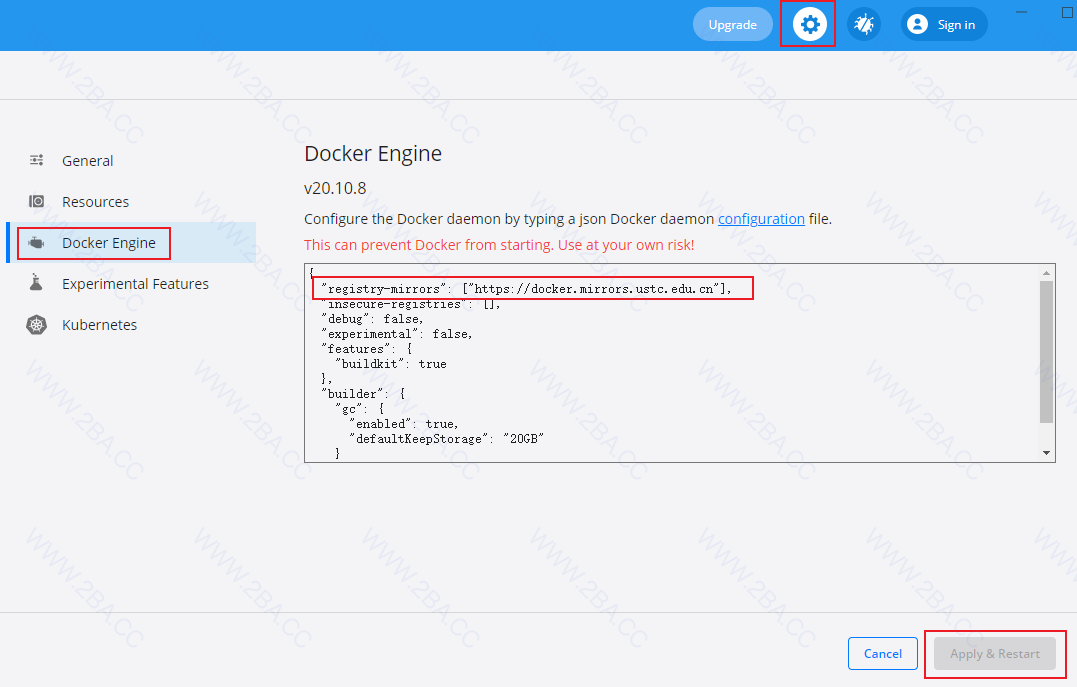 Upgrade
Sign in
General
Resources
Docker Engine
Experimental Features
Kubernetes
Docker Engine
v20.10.8
Configure the Docker daemon by typing a json Docker daemon configuration file.
This can prevent Docker from starting. Use at your own risk!
{
"registry-mirrors": ["https://docker.mirrors.ustc.edu.cn"],
"insecure-registries": [],
"debug": false,
"experimental": false,
"features": {
"buildkit": true
},
"builder": {
"gc": {
"enabled": true,
"defaultKeepStorage": "20GB"
}
Cancel
Apply & Restart
WWW.2BA.CC